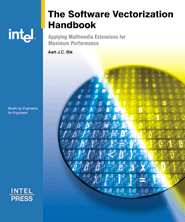 intel.
The Software Vectorization
Handbook
Applying Multimedia Extensions for
Maximum Performance
Aart J.C. Bik
Books by Engineers,
for Engineers
INTEL
PRESS